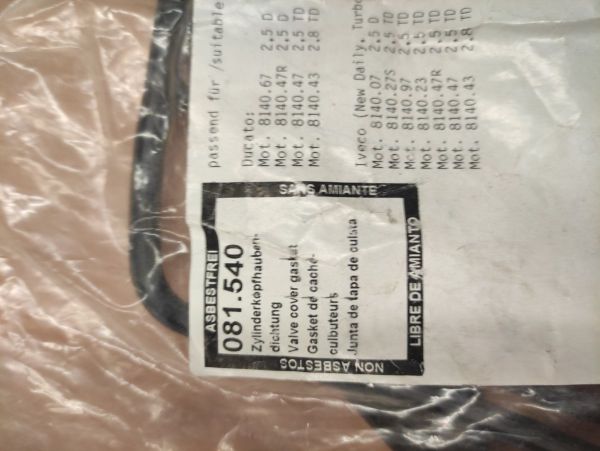 passend für /suitable
Ducato:
Mot. 8140.67 2.5 D
Mot. 8140.47R 2.5 D
Mot. 8140.47 2.5 TD
Mot. 8140.43 2.8 TD
Iveco (New Daily, Turbo
Mot. 8140.07 2.5 D
Mot. 8140.27S 2.5 TD
Mot. 8140.97 2.5 TD
Mot. 8140.23 2.5 TD
Mot. 8140.47R 2.5 TD
Mot. 8140.47 2.5 TD
Mot. 8140.43 2.8 TD
ASBESTFREI
SANS AMIANTE
081.540
Zylinderkopfhauben-
dichtung
Valve cover gasket
Gasket de cache-
culbuteurs
Junta de tapa de culata
NON ASBESTOS
LIBRE DE AMIANTO